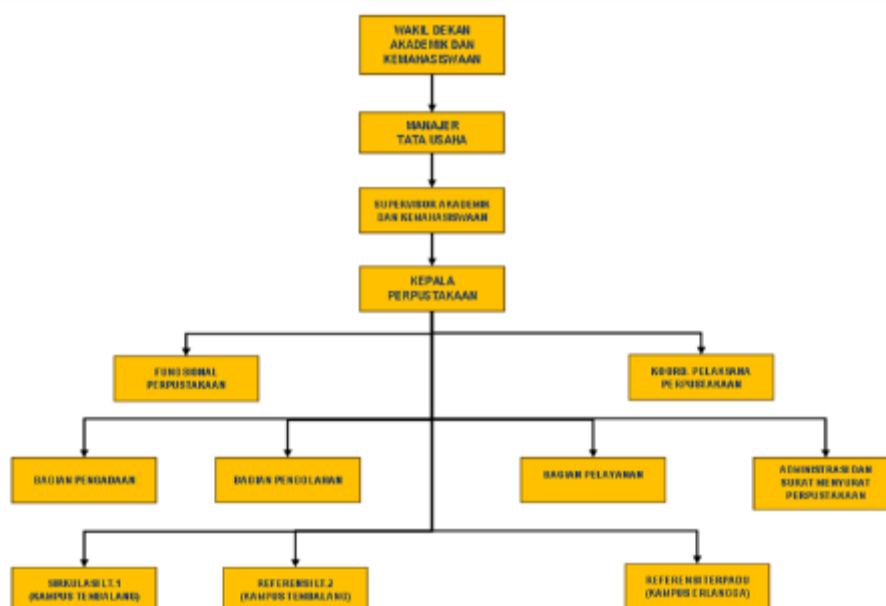 WAKIL DEKAN
AKADEMIK DAN
KEMAHASISWAAN
MANAJER
TATA USAHA
SUPERVISOR AKADEMIK
DAN KEMAHASISWAAN
KEPALA
PERPUSTAKAAN
FUNGSIONAL
PERPUSTAKAAN
KOORD. PELAKSANA
PERPUSTAKAAN
BAGIAN PENGADAAN
BAGIAN PENGOLAHAN
BAGIAN PELAYANAN
ADMINISTRASI DAN
SURAT MENYURAT
PERPUSTAKAAN
SIRKULASI LT.1
(KAMPUS TEMBALANG)
REFERENSI LT.2
(KAMPUS TEMBALANG)
REFERENSI TERPADU
(KAMPUS ERLANGGA)